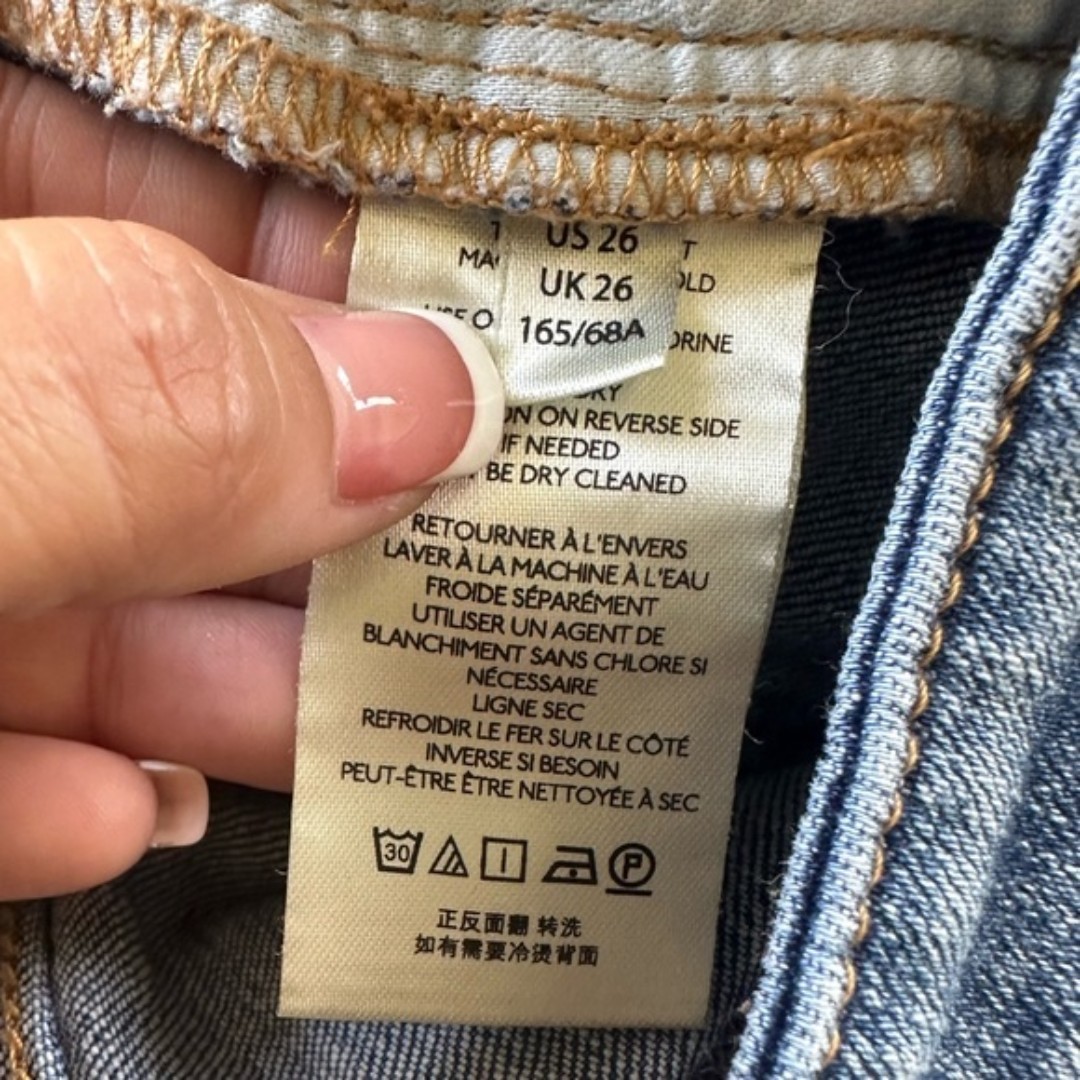 US 26
UK 26
165/68A
ON REVERSE SIDE
IF NEEDED
BE DRY CLEANED
RETOURNER À L'ENVERS
LAVER À LA MACHINE À L'EAU
FROIDE SÉPARÉMENT
UTILISER UN AGENT DE
BLANCHIMENT SANS CHLORE SI
NÉCESSAIRE
LIGNE SEC
REFROIDIR LE FER SUR LE CÔTÉ
INVERSE SI BESOIN
PEUT-ÊTRE ÊTRE NETTOYÉE À SEC
30 P
正反面翻 转洗
如有需要冷烫背面